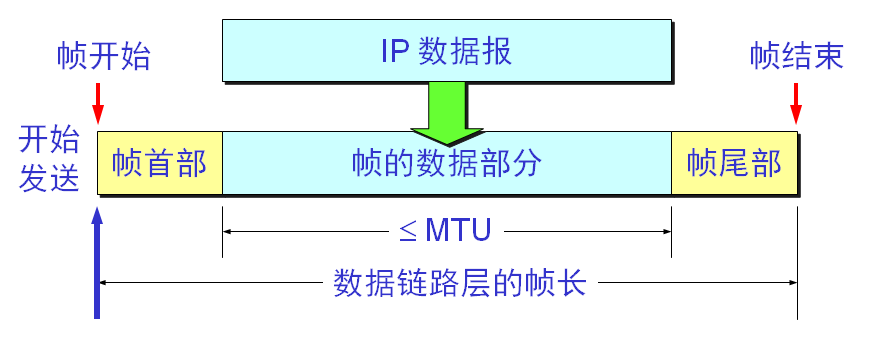 IP 数据报
帧开始
帧结束
开始
发送
帧首部
帧的数据部分
帧尾部
≤ MTU
数据链路层的帧长